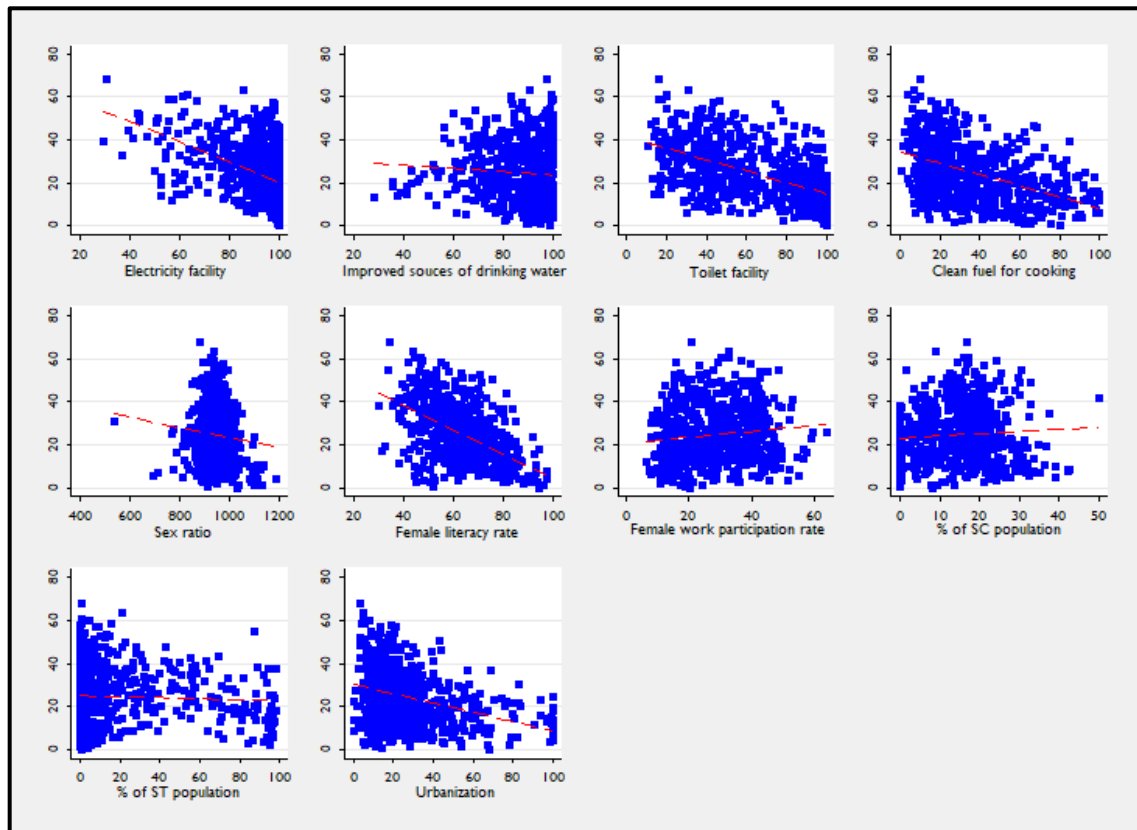 80
60
40
20
0
20 40 60 80 100
Electricity facility
80
60
40
20
0
20 40 60 80 100
Improved souces of drinking water
80
60
40
20
0
0 20 40 60 80 100
Toilet facility
80
60
40
20
0
0 20 40 60 80 100
Clean fuel for cooking
80
60
40
20
0
400 600 800 1000 1200
Sex ratio
80
60
40
20
0
20 40 60 80 100
Female literacy rate
80
60
40
20
0
0 20 40 60
Female work participation rate
80
60
40
20
0
0 10 20 30 40 50
% of SC population
80
60
40
20
0
0 20 40 60 80 100
% of ST population
80
60
40
20
0
0 20 40 60 80 100
Urbanization